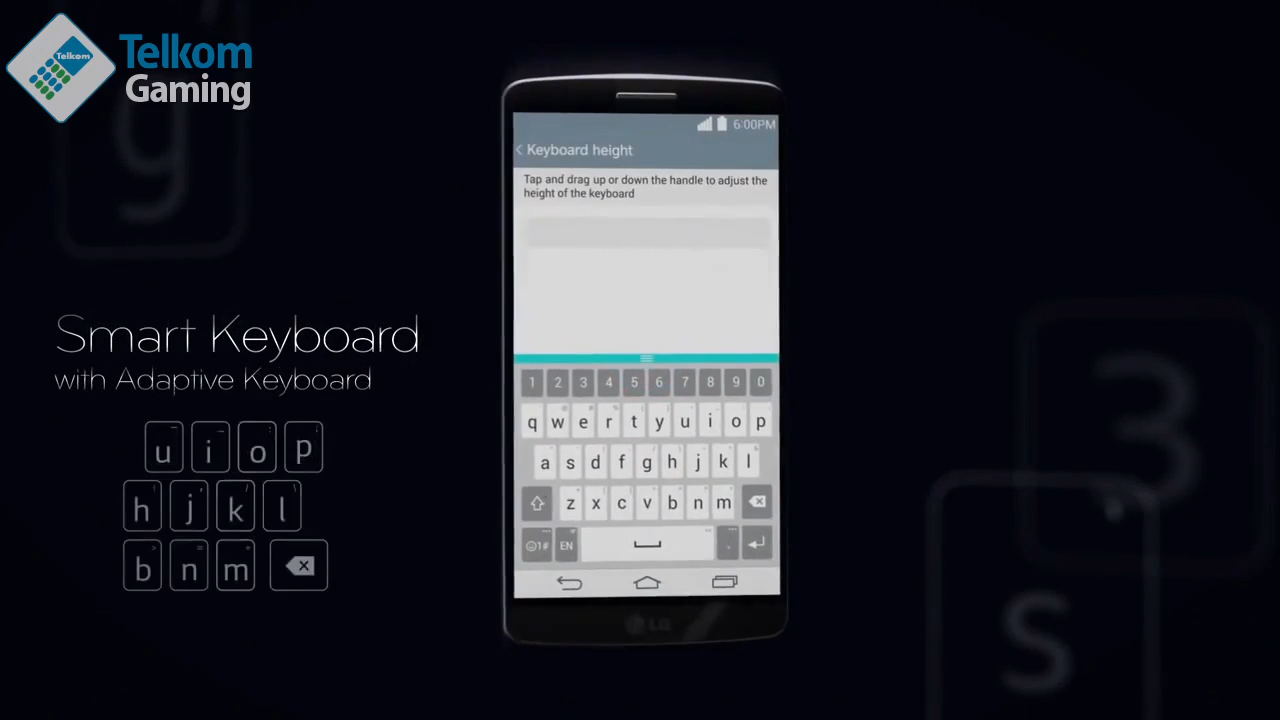 Telkom
Telkom
Gaming
g
6:00PM
Keyboard height
Tap and drag up or down the handle to adjust the
height of the keyboard
Smart Keyboard
with Adaptive Keyboard
u i o p
h j k l
b n m
1 2 3 4 5 6 7 8 9 0
q w e r t y u i o p
a s d f g h j k l
z x c v b n m
☺1# EN .
LG
3
s